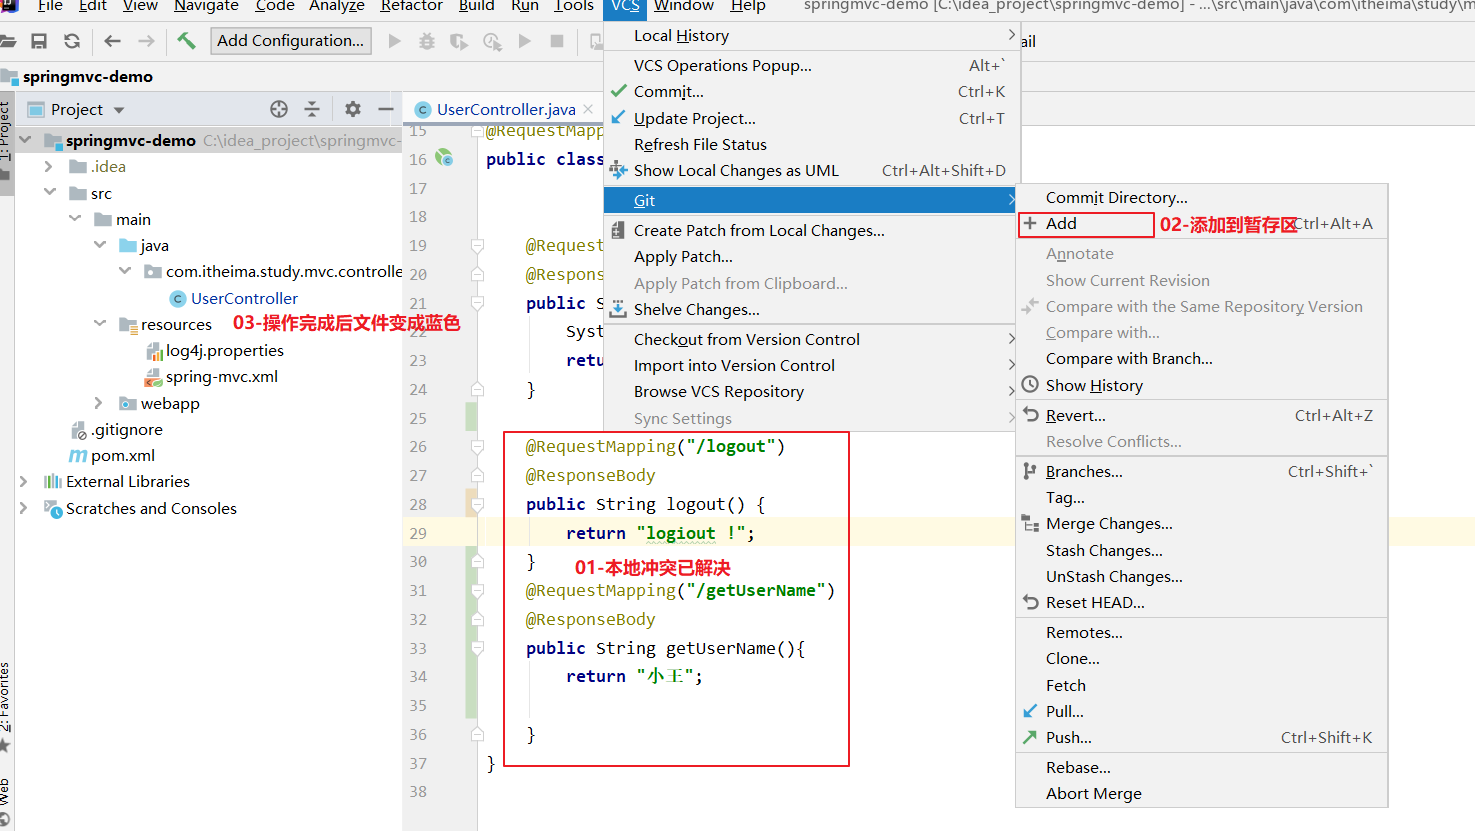 File Edit View Navigate Code Analyze Refactor Build Run Tools VCS Window Help springmvc-demo [C:\idea_project\springmvc-demo] - ...\src\main\java\com\itheima\study\m
Add Configuration...
ail
springmvc-demo
1: Project
Project
springmvc-demo C:\idea_project\springmvc-
.idea
src
main
java
com.itheima.study.mvc.controlle
UserController
resources
03-操作完成后文件变成蓝色
log4j.properties
spring-mvc.xml
webapp
.gitignore
pom.xml
External Libraries
Scratches and Consoles
2: Favorites
Web
UserController.java
15 @RequestMapp
16 public class
17
18
19 @Request
20 @Respons
21 public S
22 Syst
23 retu
24 }
25
26 @RequestMapping("/logout")
27 @ResponseBody
28 public String logout() {
29 return "logiout !";
30 }
01-本地冲突已解决
31 @RequestMapping("/getUserName")
32 @ResponseBody
33 public String getUserName(){
34 return "小王";
35
36 }
37 }
38
Local History
VCS Operations Popup... Alt+`
Commit... Ctrl+K
Update Project... Ctrl+T
Refresh File Status
Show Local Changes as UML Ctrl+Alt+Shift+D
Git
Create Patch from Local Changes...
Apply Patch...
Apply Patch from Clipboard...
Shelve Changes...
Checkout from Version Control
Import into Version Control
Browse VCS Repository
Sync Settings
Commit Directory...
Add 02-添加到暂存区 Ctrl+Alt+A
Annotate
Show Current Revision
Compare with the Same Repository Version
Compare with...
Compare with Branch...
Show History
Revert... Ctrl+Alt+Z
Resolve Conflicts...
Branches... Ctrl+Shift+`
Tag...
Merge Changes...
Stash Changes...
UnStash Changes...
Reset HEAD...
Remotes...
Clone...
Fetch
Pull...
Push... Ctrl+Shift+K
Rebase...
Abort Merge